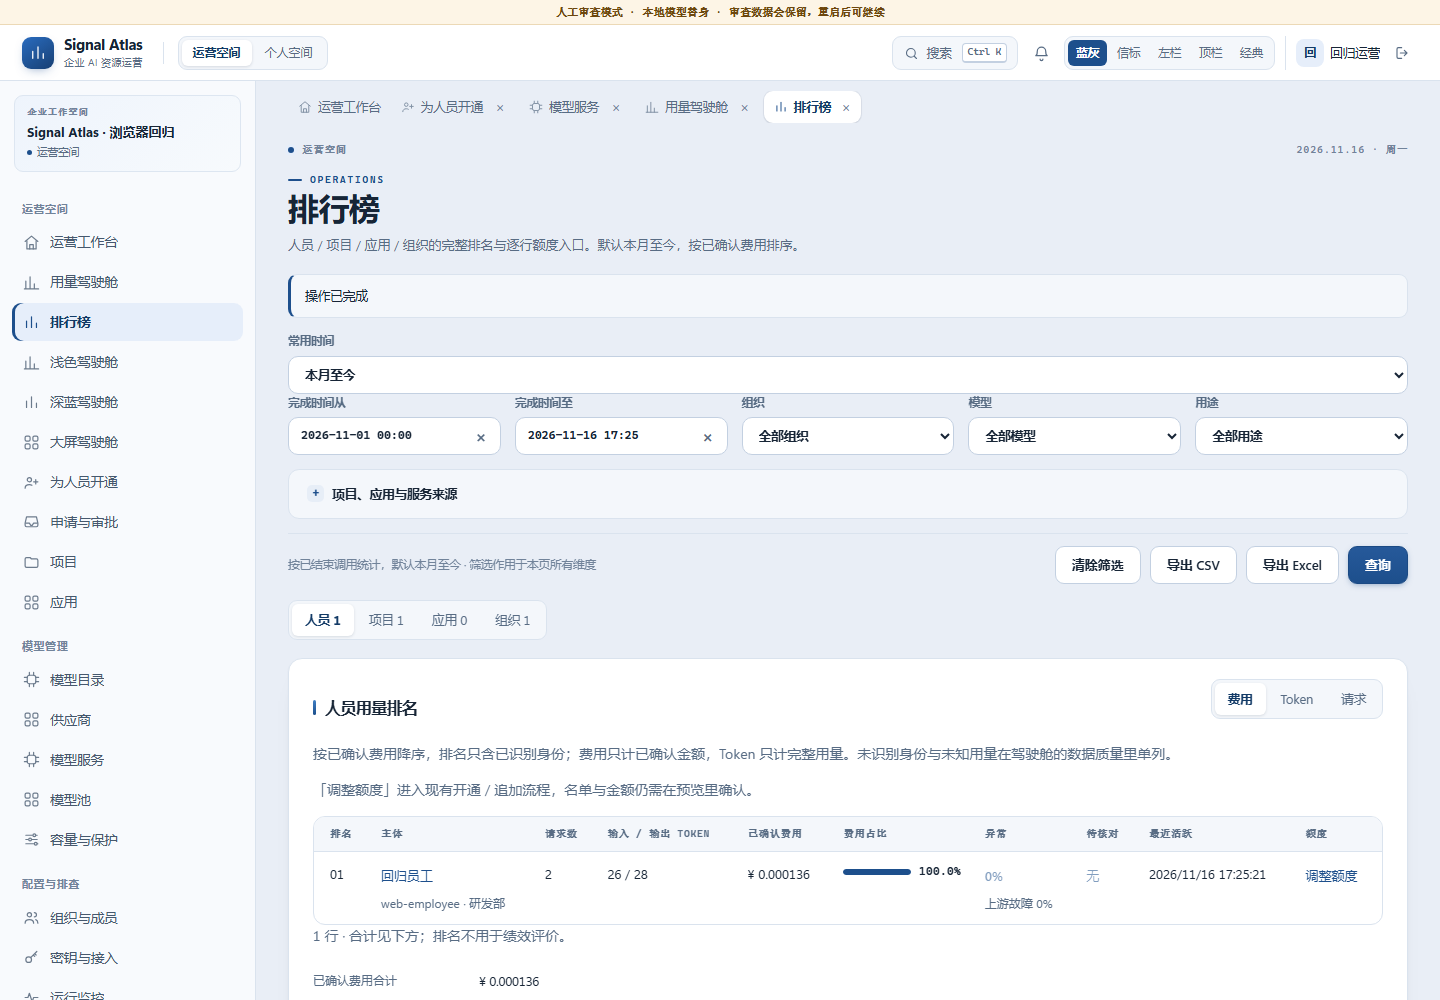 人工审查模式 · 本地模型替身 · 审查数据会保留，重启后可继续
Signal Atlas
企业 AI 资源运营
运营空间 个人空间
搜索 Ctrl K
蓝灰 信标 左栏 顶栏 经典
回 回归运营
企业工作空间
Signal Atlas · 浏览器回归
运营空间
运营空间
运营工作台
用量驾驶舱
排行榜
浅色驾驶舱
深蓝驾驶舱
大屏驾驶舱
为人员开通
申请与审批
项目
应用
模型管理
模型目录
供应商
模型服务
模型池
容量与保护
配置与排查
组织与成员
密钥与接入
运行监控
运营工作台 为人员开通 × 模型服务 × 用量驾驶舱 × 排行榜 ×
运营空间
2026.11.16 · 周一
OPERATIONS
排行榜
人员 / 项目 / 应用 / 组织的完整排名与逐行额度入口。默认本月至今，按已确认费用排序。
操作已完成
常用时间
本月至今
完成时间从 完成时间至 组织 模型 用途
2026-11-01 00:00 × 2026-11-16 17:25 × 全部组织 全部模型 全部用途
+ 项目、应用与服务来源
按已结束调用统计，默认本月至今 · 筛选作用于本页所有维度
清除筛选 导出 CSV 导出 Excel 查询
人员 1 项目 1 应用 0 组织 1
人员用量排名
费用 Token 请求
按已确认费用降序，排名只含已识别身份；费用只计已确认金额，Token 只计完整用量。未识别身份与未知用量在驾驶舱的数据质量里单列。
「调整额度」进入现有开通 / 追加流程，名单与金额仍需在预览里确认。
排名 主体 请求数 输入 / 输出 TOKEN 已确认费用 费用占比 异常 待核对 最近活跃 额度
01 回归员工 2 26 / 28 ¥ 0.000136 100.0% 0% 无 2026/11/16 17:25:21 调整额度
web-employee · 研发部 上游故障 0%
1 行 · 合计见下方；排名不用于绩效评价。
已确认费用合计 ¥ 0.000136